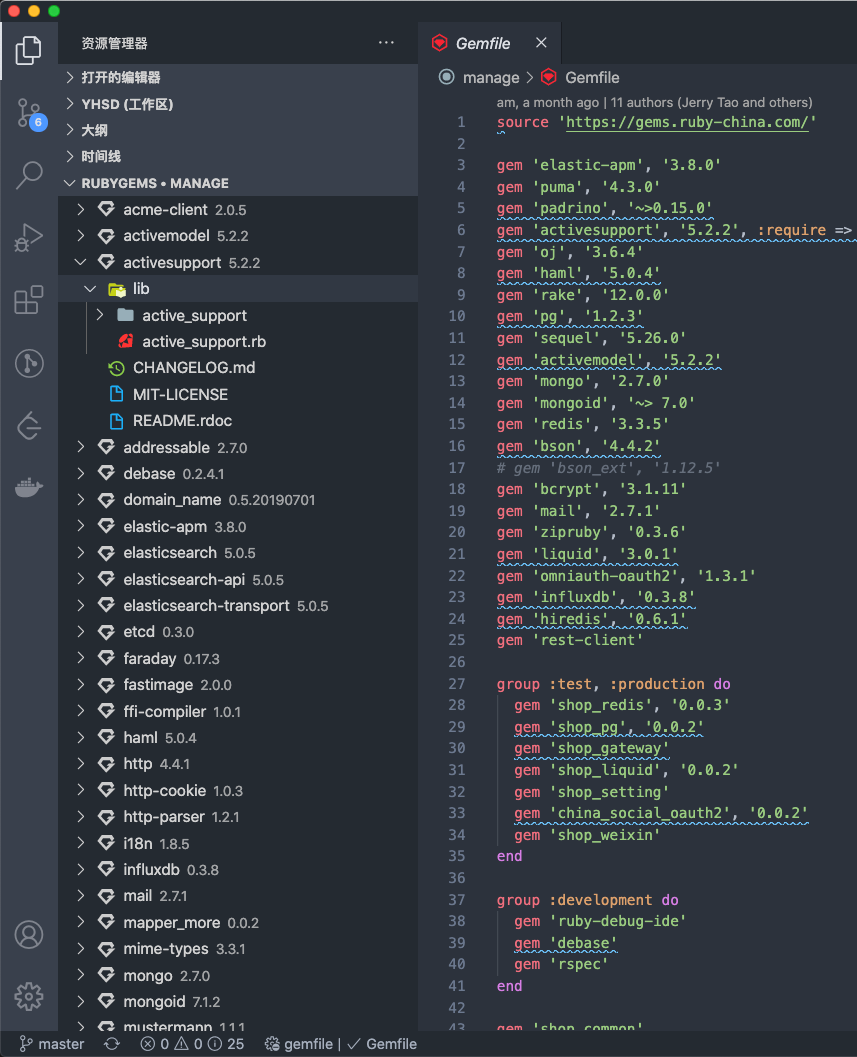 资源管理器
打开的编辑器
YHSD (工作区)
大纲
时间线
RUBYGEMS • MANAGE
acme-client 2.0.5
activemodel 5.2.2
activesupport 5.2.2
lib
active_support
active_support.rb
CHANGELOG.md
MIT-LICENSE
README.rdoc
addressable 2.7.0
debase 0.2.4.1
domain_name 0.5.20190701
elastic-apm 3.8.0
elasticsearch 5.0.5
elasticsearch-api 5.0.5
elasticsearch-transport 5.0.5
etcd 0.3.0
faraday 0.17.3
fastimage 2.0.0
ffi-compiler 1.0.1
haml 5.0.4
http 4.4.1
http-cookie 1.0.3
http-parser 1.2.1
i18n 1.8.5
influxdb 0.3.8
mail 2.7.1
mapper_more 0.0.2
mime-types 3.3.1
mongo 2.7.0
mongoid 7.1.2
mustermann 1.1.1
6
Gemfile
manage > Gemfile
am, a month ago | 11 authors (Jerry Tao and others)
1 source 'https://gems.ruby-china.com/'
2
3 gem 'elastic-apm', '3.8.0'
4 gem 'puma', '4.3.0'
5 gem 'padrino', '~>0.15.0'
6 gem 'activesupport', '5.2.2', :require =>
7 gem 'oj', '3.6.4'
8 gem 'haml', '5.0.4'
9 gem 'rake', '12.0.0'
10 gem 'pg', '1.2.3'
11 gem 'sequel', '5.26.0'
12 gem 'activemodel', '5.2.2'
13 gem 'mongo', '2.7.0'
14 gem 'mongoid', '~> 7.0'
15 gem 'redis', '3.3.5'
16 gem 'bson', '4.4.2'
17 # gem 'bson_ext', '1.12.5'
18 gem 'bcrypt', '3.1.11'
19 gem 'mail', '2.7.1'
20 gem 'zipruby', '0.3.6'
21 gem 'liquid', '3.0.1'
22 gem 'omniauth-oauth2', '1.3.1'
23 gem 'influxdb', '0.3.8'
24 gem 'hiredis', '0.6.1'
25 gem 'rest-client'
26
27 group :test, :production do
28 gem 'shop_redis', '0.0.3'
29 gem 'shop_pg', '0.0.2'
30 gem 'shop_gateway'
31 gem 'shop_liquid', '0.0.2'
32 gem 'shop_setting'
33 gem 'china_social_oauth2', '0.0.2'
34 gem 'shop_weixin'
35 end
36
37 group :development do
38 gem 'ruby-debug-ide'
39 gem 'debase'
40 gem 'rspec'
41 end
42
43 gem 'shop_common'
master 0 0 25 gemfile | Gemfile